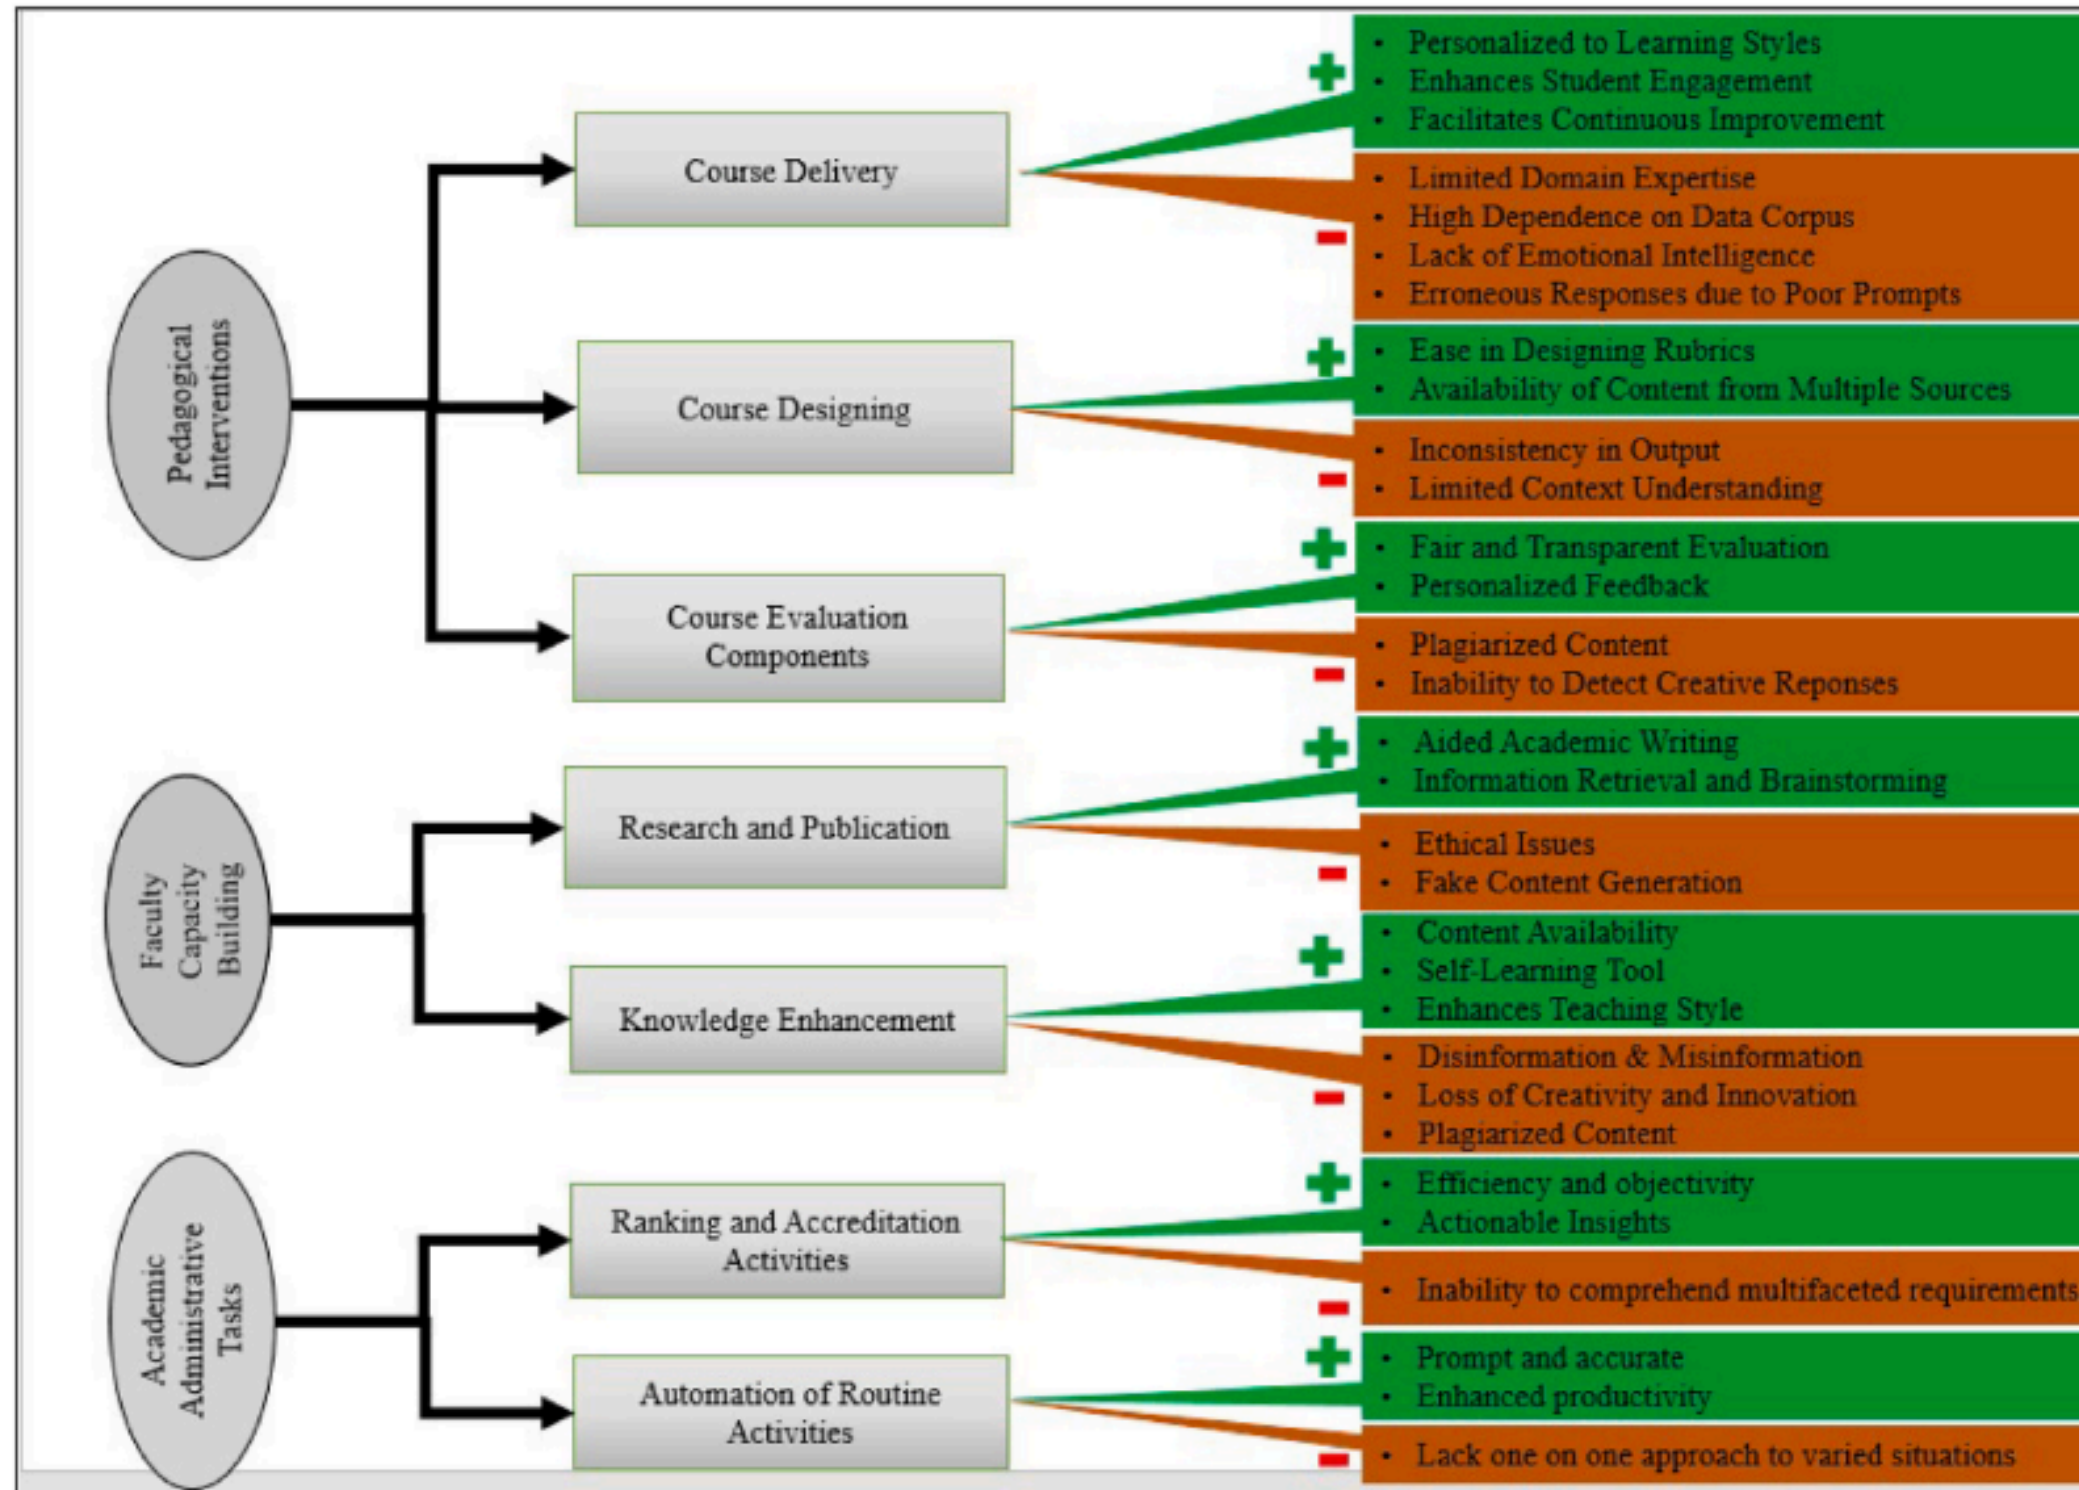 Pedagogical
Interventions
Course Delivery
• Personalized to Learning Styles
• Enhances Student Engagement
• Facilitates Continuous Improvement
• Limited Domain Expertise
• High Dependence on Data Corpus
• Lack of Emotional Intelligence
• Erroneous Responses due to Poor Prompts
Course Designing
• Ease in Designing Rubrics
• Availability of Content from Multiple Sources
• Inconsistency in Output
• Limited Context Understanding
Course Evaluation
Components
• Fair and Transparent Evaluation
• Personalized Feedback
• Plagiarized Content
• Inability to Detect Creative Reponses
Faculty
Capacity
Building
Research and Publication
• Aided Academic Writing
• Information Retrieval and Brainstorming
• Ethical Issues
• Fake Content Generation
Knowledge Enhancement
• Content Availability
• Self-Learning Tool
• Enhances Teaching Style
• Disinformation & Misinformation
• Loss of Creativity and Innovation
• Plagiarized Content
Academic
Administrative
Tasks
Ranking and Accreditation
Activities
• Efficiency and objectivity
• Actionable Insights
• Inability to comprehend multifaceted requirements
Automation of Routine
Activities
• Prompt and accurate
• Enhanced productivity
• Lack one on one approach to varied situations